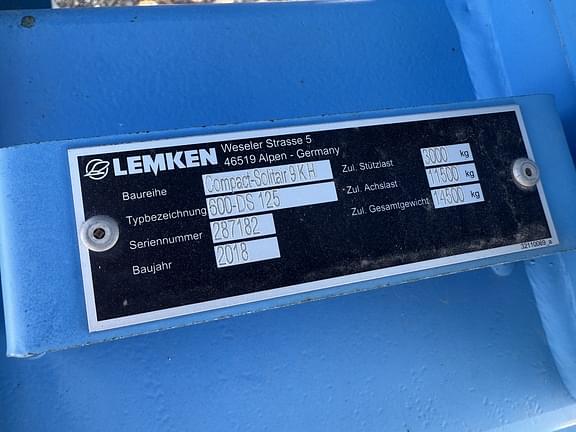 LEMKEN
Weseler Strasse 5
46519 Alpen - Germany
Baureihe Compact-Solitair 9 K H
Typbezeichnung 600-DS 125
Seriennummer 287182
Baujahr 2018
Zul. Stützlast 3000 kg
Zul. Achslast 11500 kg
Zul. Gesamtgewicht 14500 kg
32110069_a